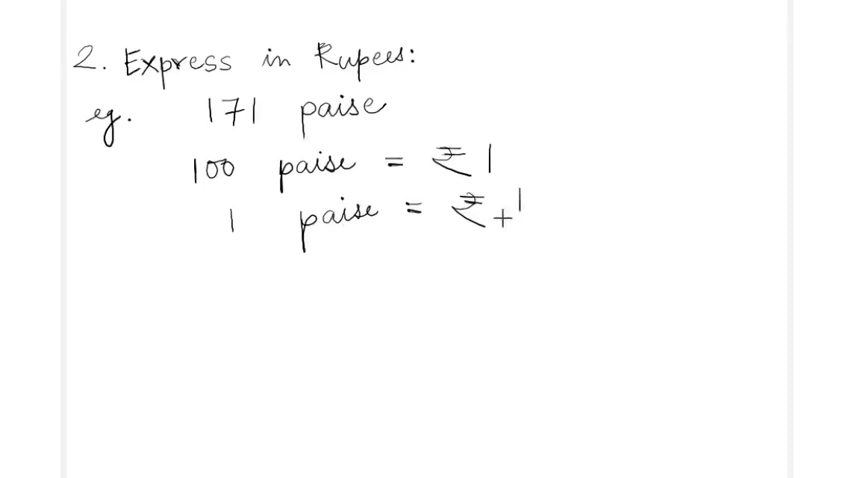 2. Express in Rupees:
eg. 171 paise
100 paise = ₹ 1
1 paise = ₹ 1